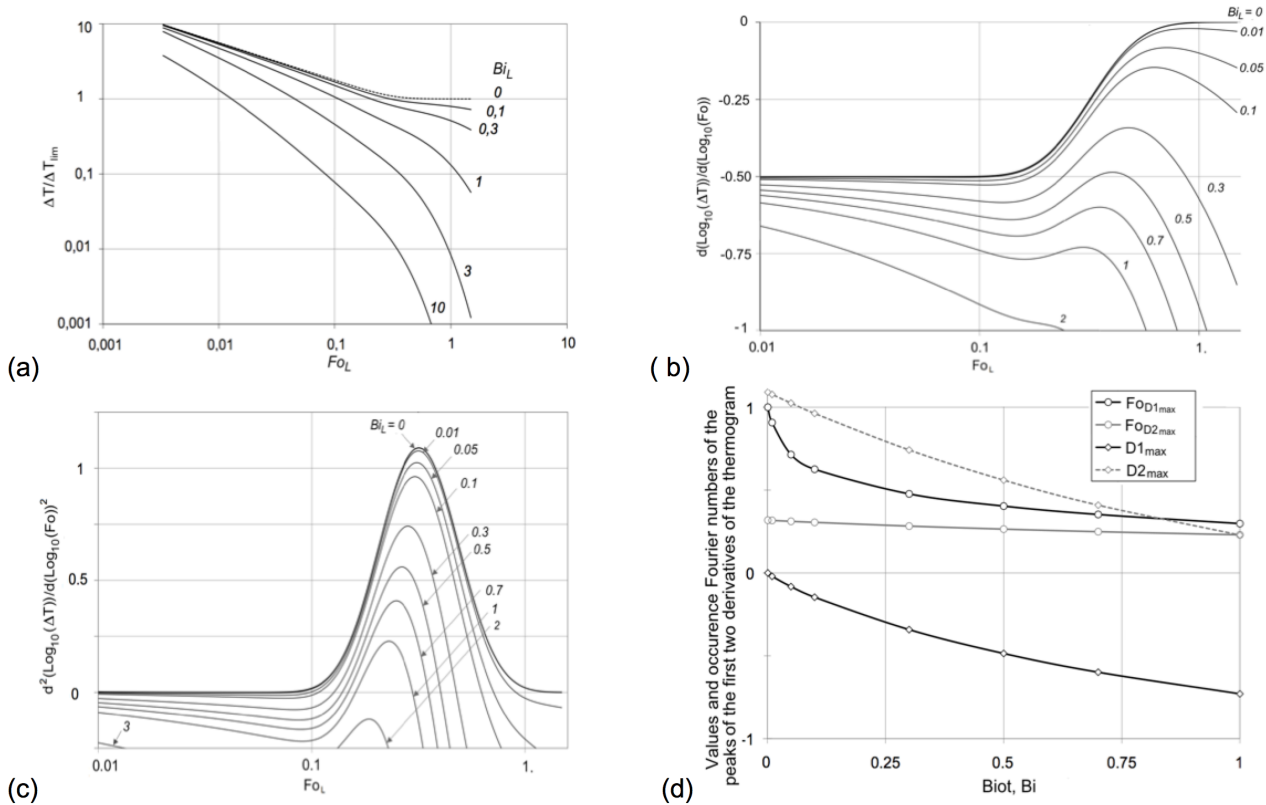 10
1
0,1
0,01
0,001
ΔT/ΔT_lim
Bi_L
0
0,1
0,3
1
3
10
0,001
0,01
0,1
1
10
Fo_L
(a)
0
-0.25
-0.50
-0.75
-1
d(Log₁₀(ΔT))/d(Log₁₀(Fo))
Bi_L = 0
0.01
0.05
0.1
0.3
0.5
0.7
1
2
0.01
0.1
1.
Fo_L
( b)
1
0.5
0
d²(Log₁₀(ΔT))/d(Log₁₀(Fo))²
Bi_L = 0
0.01
0.05
0.1
0.3
0.5
0.7
1
2
3
0.01
0.1
1.
Fo_L
(c)
Values and occurence Fourier numbers of the
peaks of the first two derivatives of the thermogram
1
0
-1
Fo_D1max
Fo_D2max
D1max
D2max
0
0.25
0.5
0.75
1
Biot, Bi
(d)